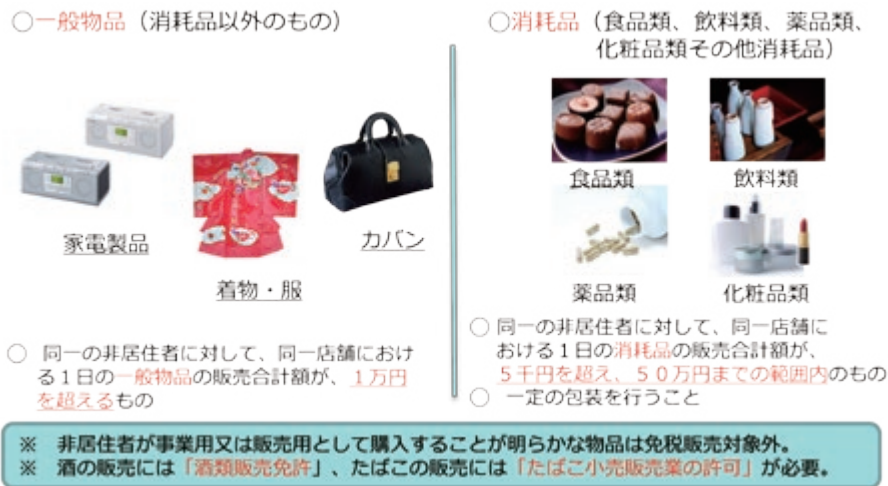 ○一般物品（消耗品以外のもの）
家電製品
着物・服
カバン
○ 同一の非居住者に対して、同一店舗におけ
る１日の一般物品の販売合計額が、１万円
を超えるもの
○消耗品（食品類、飲料類、薬品類、
化粧品類その他消耗品）
食品類
飲料類
薬品類
化粧品類
○ 同一の非居住者に対して、同一店舗に
おける１日の消耗品の販売合計額が、
５千円を超え、５０万円までの範囲内のもの
○ 一定の包装を行うこと
※ 非居住者が事業用又は販売用として購入することが明らかな物品は免税販売対象外。
※ 酒の販売には「酒類販売免許」、たばこの販売には「たばこ小売販売業の許可」が必要。